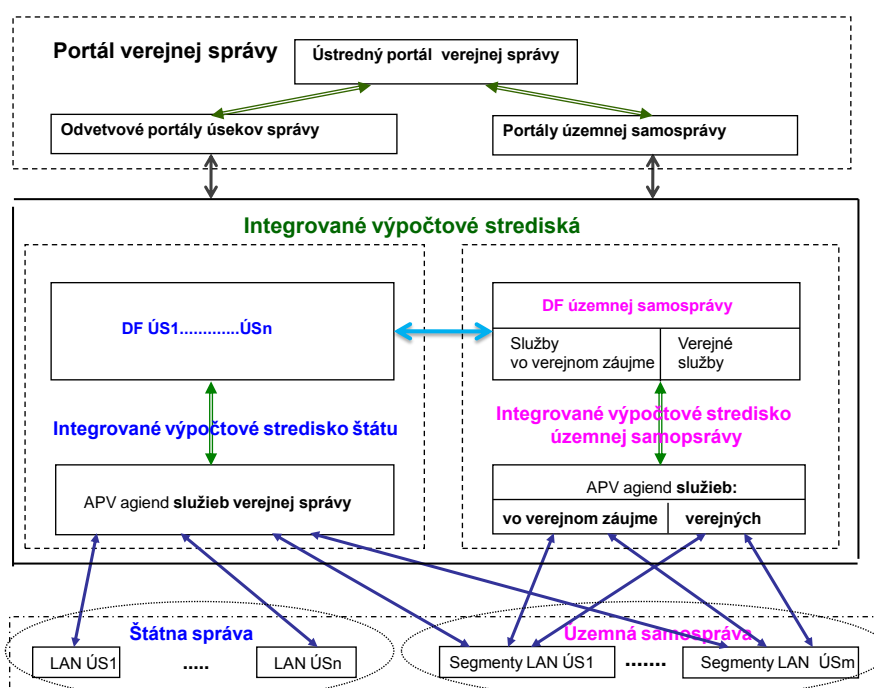 Portál verejnej správy
Ústredný portál verejnej správy
Odvetvové portály úsekov správy
Portály územnej samosprávy
Integrované výpočtové strediská
DF ÚS1.............ÚSn
DF územnej samosprávy
Služby
vo verejnom záujme
Verejné
služby
Integrované výpočtové stredisko štátu
Integrované výpočtové stredisko
územnej samopsrávy
APV agiend služieb verejnej správy
APV agiend služieb:
vo verejnom záujme
verejných
Štátna správa
Územná samospráva
LAN ÚS1
.....
LAN ÚSn
Segmenty LAN ÚS1
.......
Segmenty LAN ÚSm